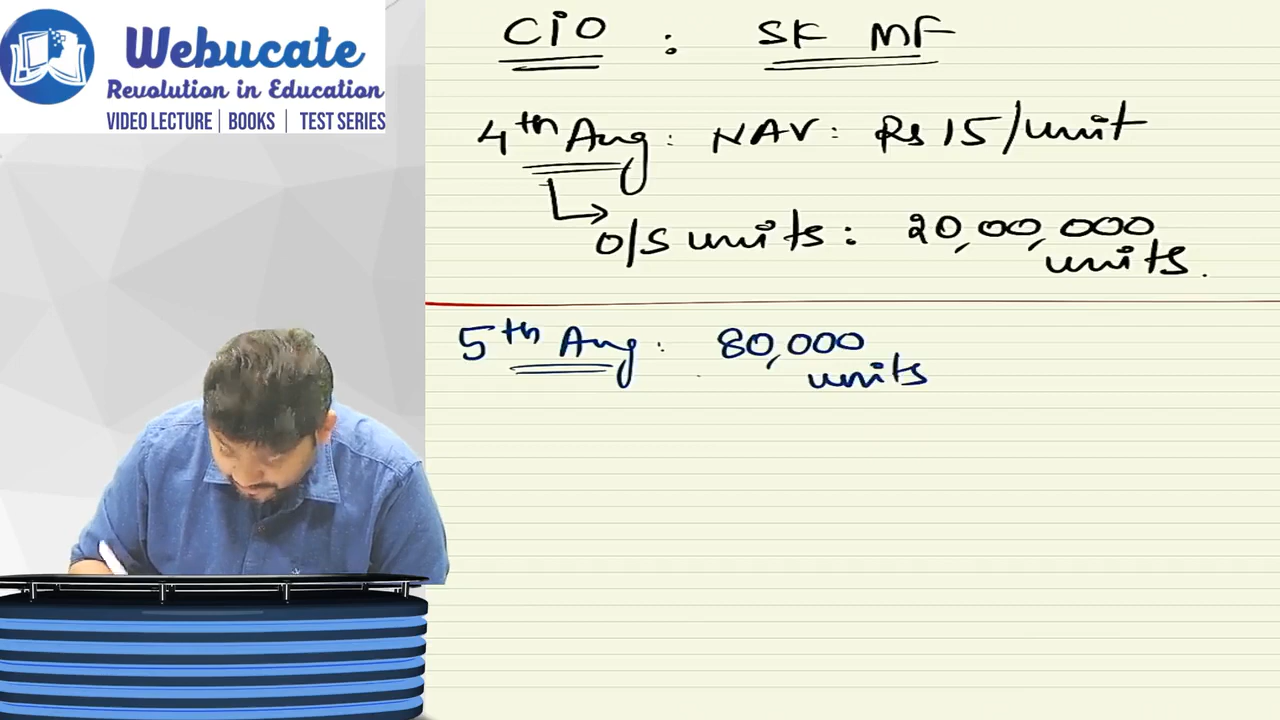 Webucate
Revolution in Education
VIDEO LECTURE | BOOKS | TEST SERIES
CiO : SK MF
4th Aug : NAV : Rs 15/unit
O/S units : 20,00,000
units.
5th Aug : 80,000
units